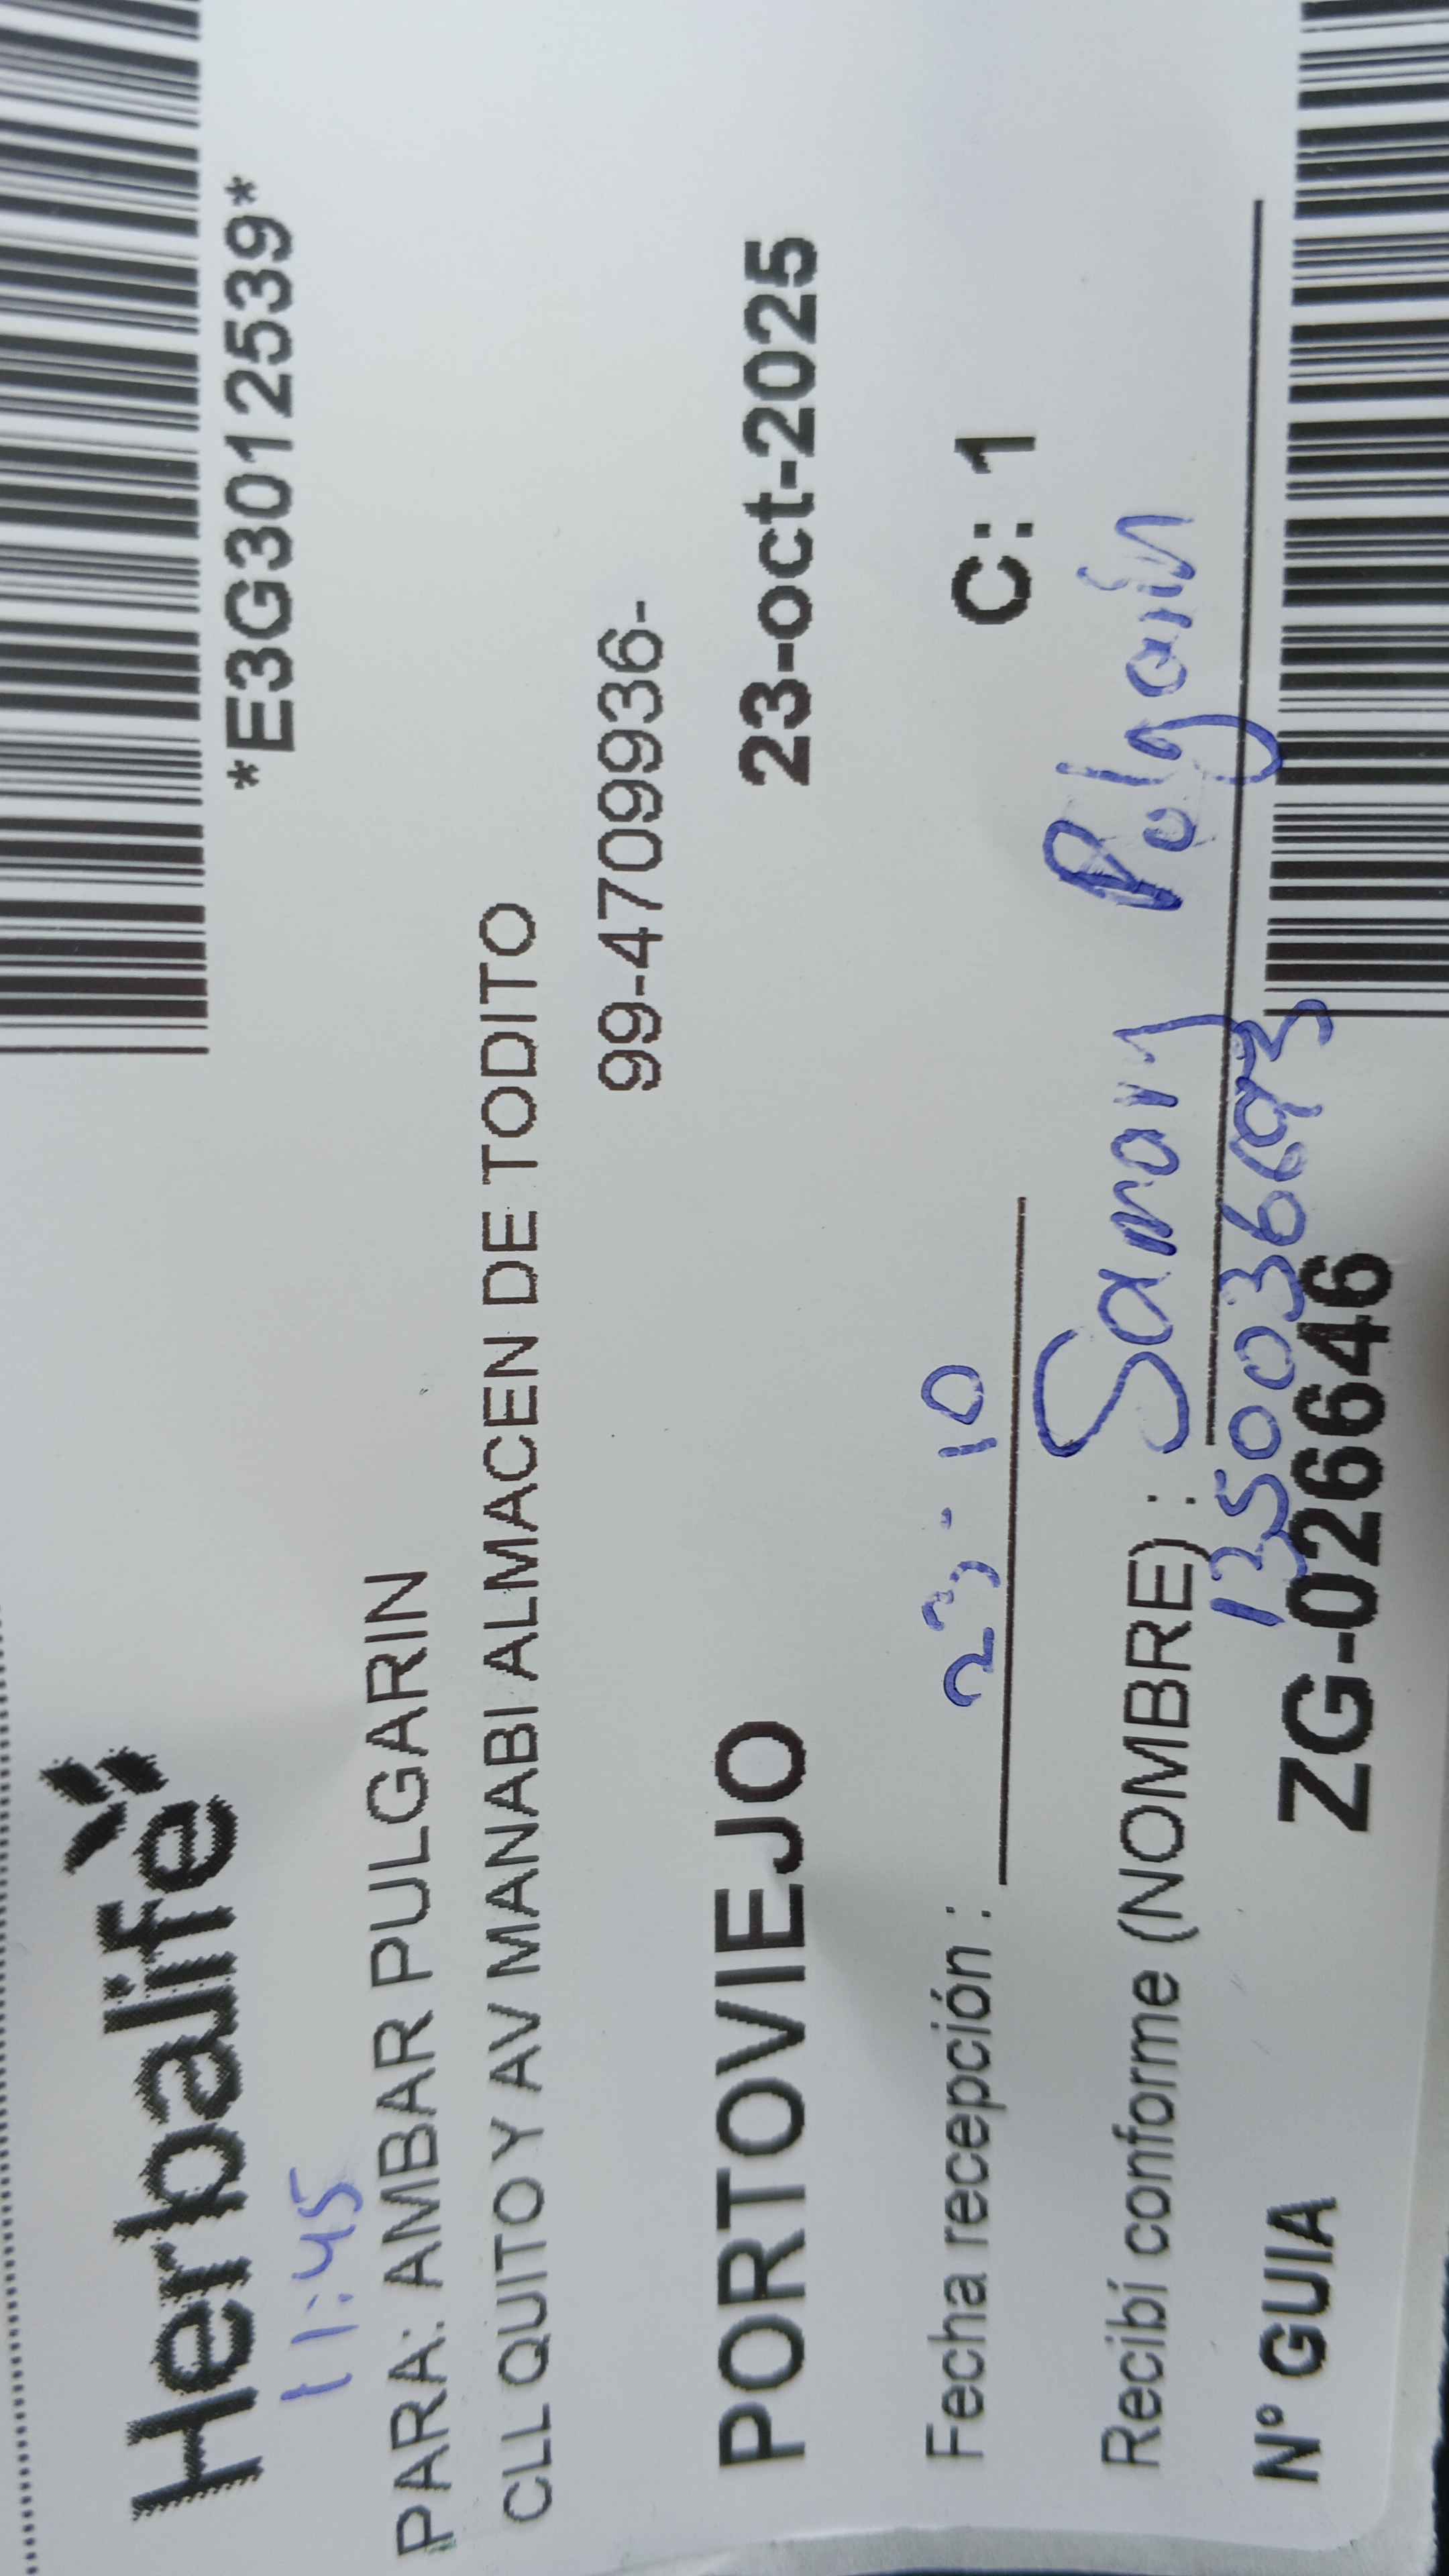 *E3G3012539*
Herbalife
11:45
PARA: AMBAR PULGARIN
CLL QUITO Y AV MANABI ALMACEN DE TODITO
99-4709936-
PORTOVIEJO 23-oct-2025
Fecha recepción : 23-10 C: 1
Recibí conforme (NOMBRE) : Samary Pulgarín
1350036693
Nº GUIA ZG-026646